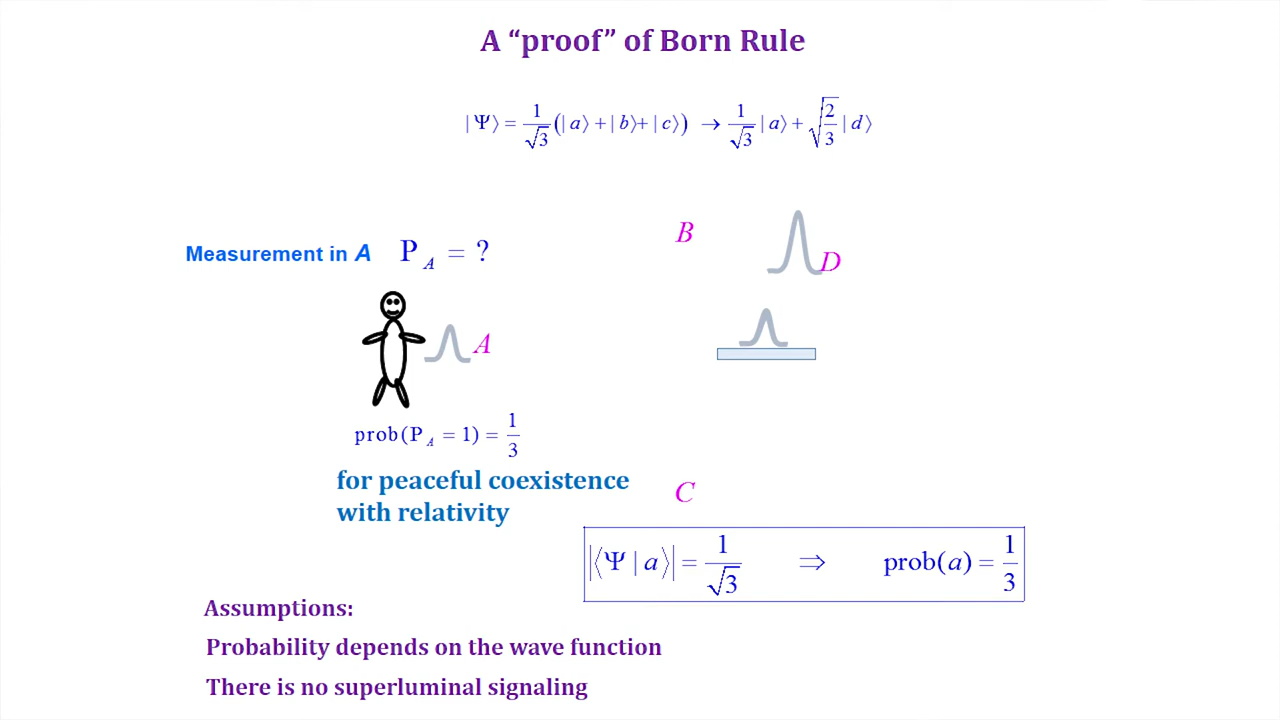 A “proof” of Born Rule
|Ψ⟩ = 1/√3 (|a⟩ + |b⟩ + |c⟩) → 1/√3 |a⟩ + √(2/3) |d⟩
B
Measurement in A P_A = ?
D
A
prob(P_A = 1) = 1/3
for peaceful coexistence
with relativity
C
|⟨Ψ | a⟩| = 1/√3 ⇒ prob(a) = 1/3
Assumptions:
Probability depends on the wave function
There is no superluminal signaling